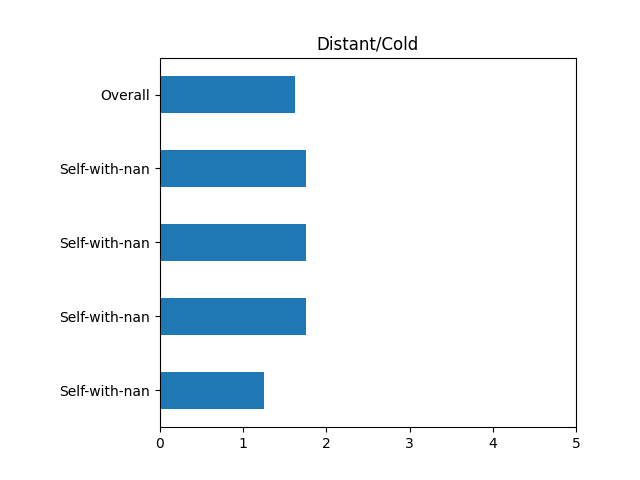 Distant/Cold
Overall
Self-with-nan
Self-with-nan
Self-with-nan
Self-with-nan
0 1 2 3 4 5